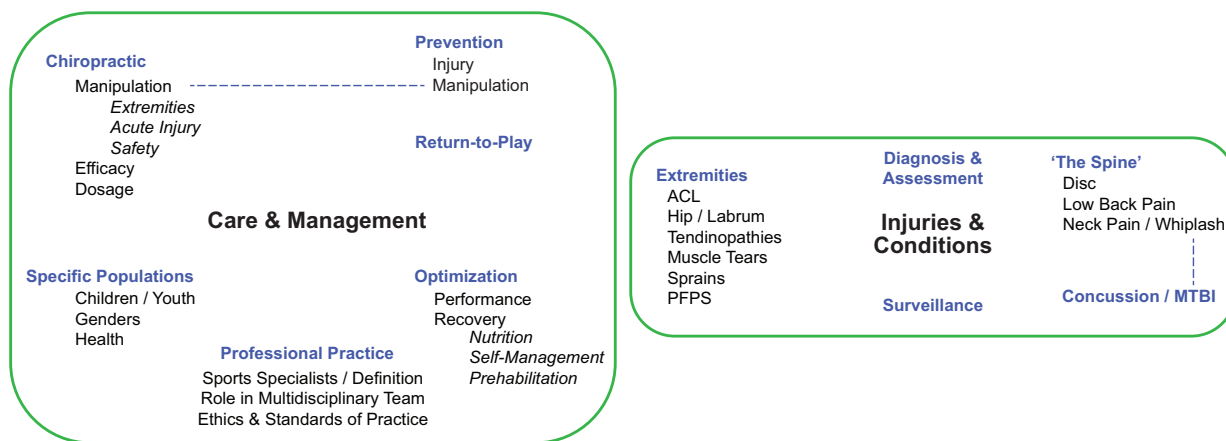 Chiropractic
Manipulation
Extremities
Acute Injury
Safety
Efficacy
Dosage
Prevention
Injury
Manipulation
Return-to-Play
Care & Management
Specific Populations
Children / Youth
Genders
Health
Professional Practice
Sports Specialists / Definition
Role in Multidisciplinary Team
Ethics & Standards of Practice
Optimization
Performance
Recovery
Nutrition
Self-Management
Prehabilitation
Extremities
ACL
Hip / Labrum
Tendinopathies
Muscle Tears
Sprains
PFPS
Diagnosis &
Assessment
Injuries &
Conditions
Surveillance
‘The Spine’
Disc
Low Back Pain
Neck Pain / Whiplash
Concussion / MTBI